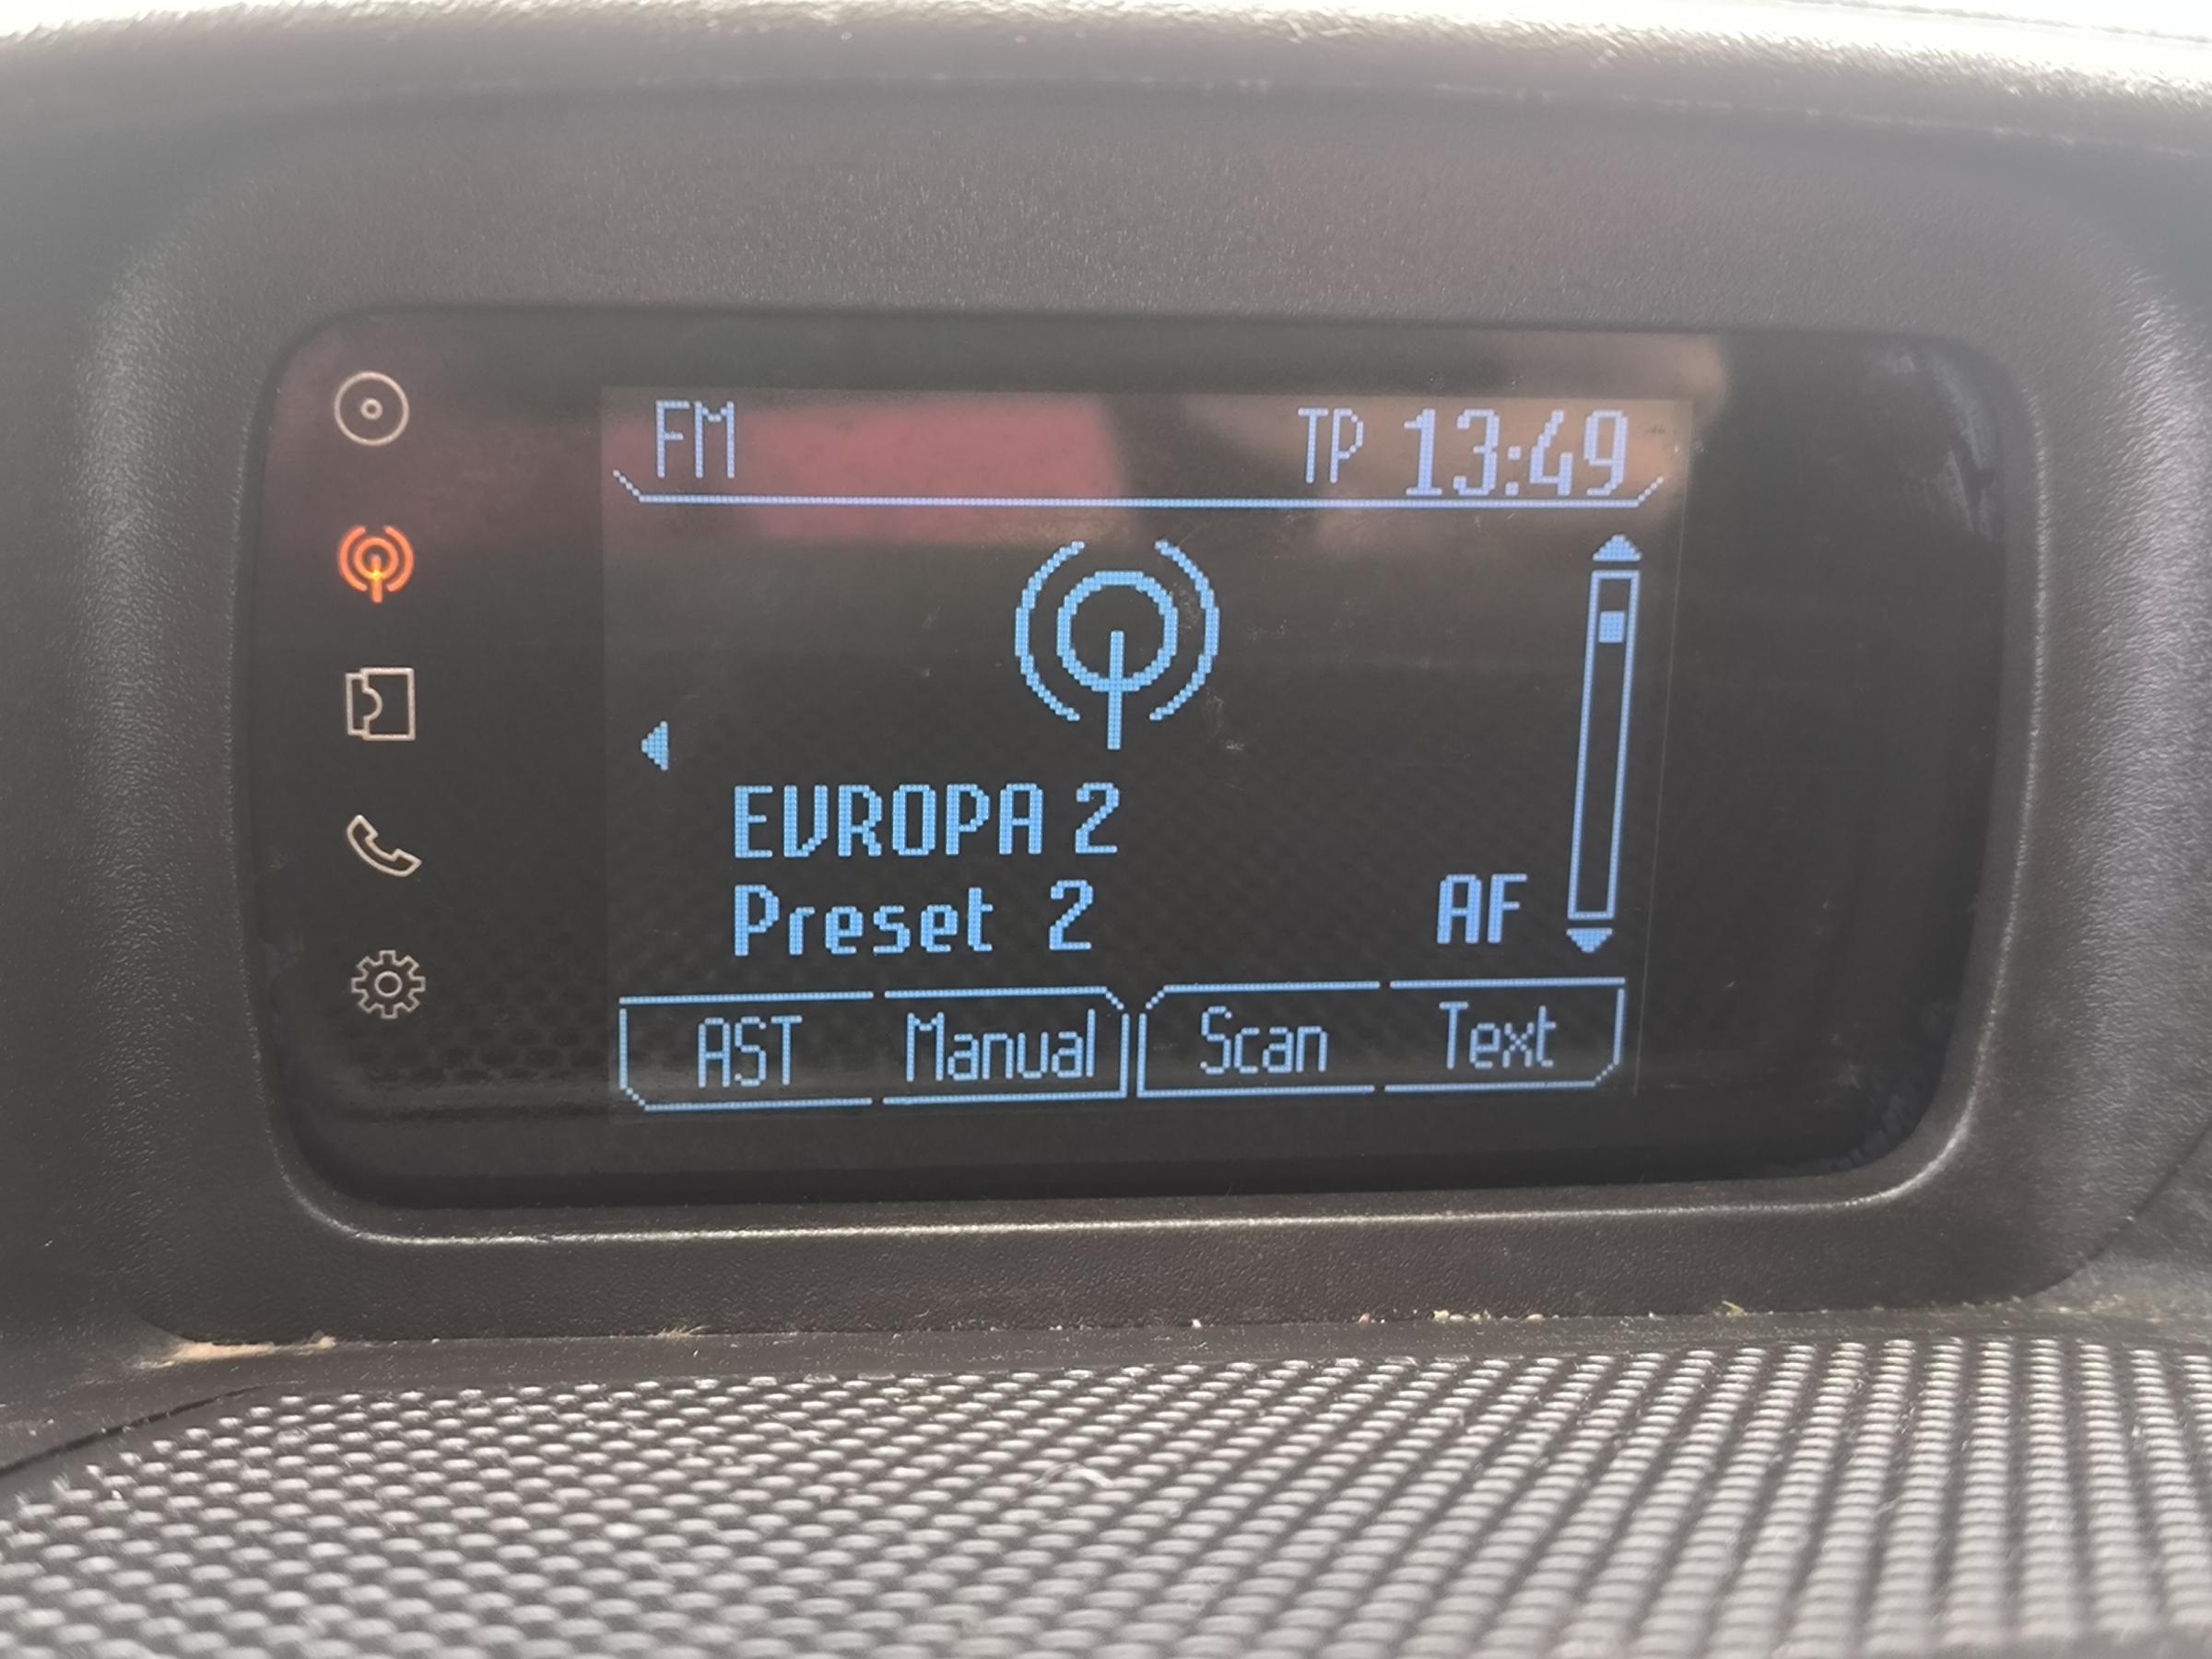 FM TP 13:49
EVROPA 2
Preset 2 AF
AST Manual Scan Text